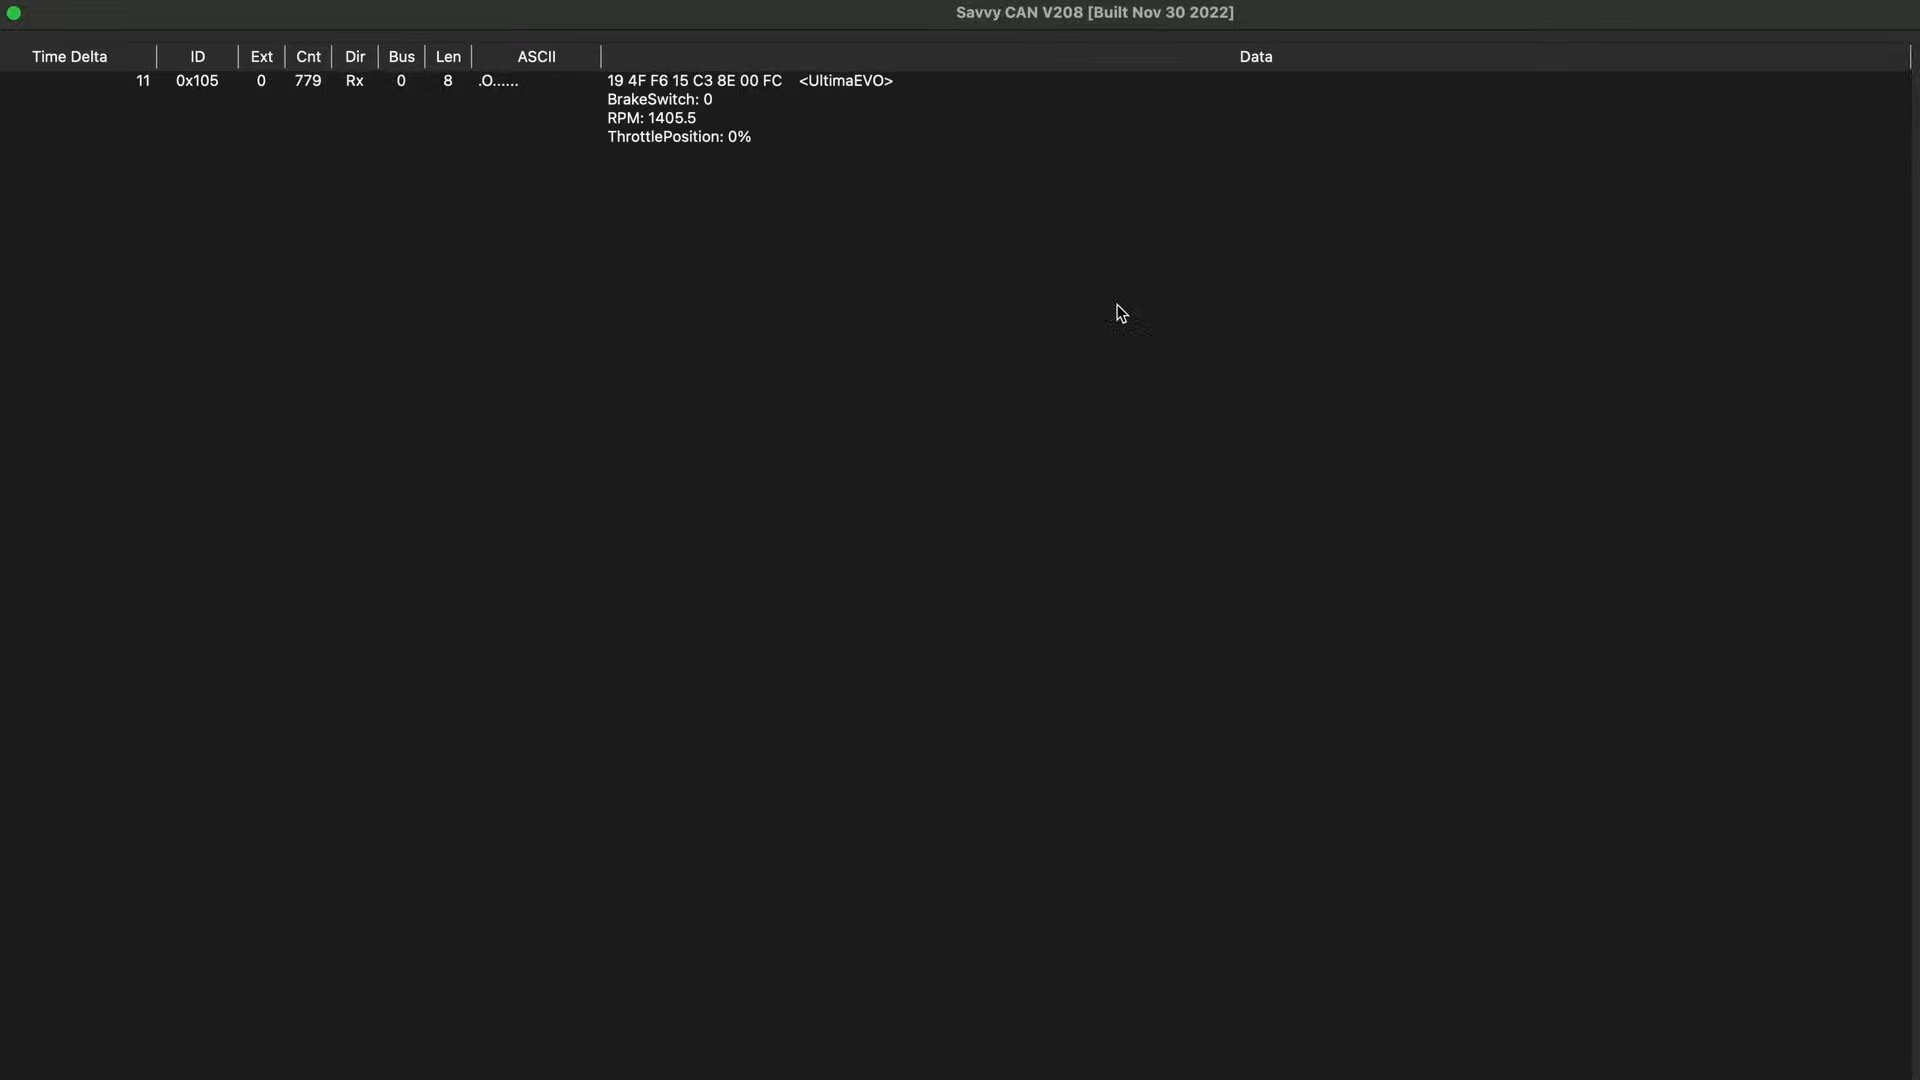 Savvy CAN V208 [Built Nov 30 2022]
Time Delta ID Ext Cnt Dir Bus Len ASCII Data
11 0x105 0 779 Rx 0 8 .O...... 19 4F F6 15 C3 8E 00 FC <UltimaEVO>
BrakeSwitch: 0
RPM: 1405.5
ThrottlePosition: 0%